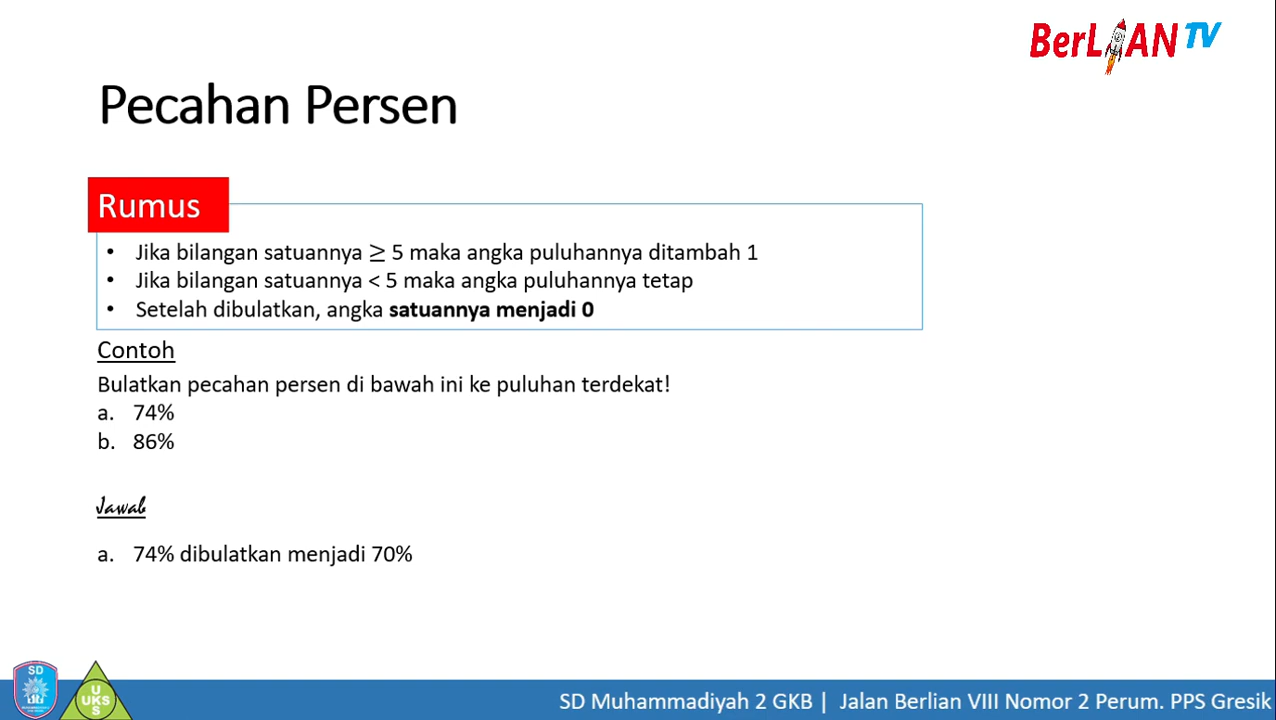 BerLIAN TV
Pecahan Persen
Rumus
• Jika bilangan satuannya ≥ 5 maka angka puluhannya ditambah 1
• Jika bilangan satuannya < 5 maka angka puluhannya tetap
• Setelah dibulatkan, angka satuannya menjadi 0
Contoh
Bulatkan pecahan persen di bawah ini ke puluhan terdekat!
a. 74%
b. 86%
Jawab
a. 74% dibulatkan menjadi 70%
SD
UKS
U
S
SD Muhammadiyah 2 GKB | Jalan Berlian VIII Nomor 2 Perum. PPS Gresik